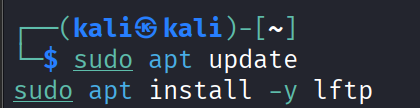 ┌──(kali㉿kali)-[~]
└─$ sudo apt update
sudo apt install -y lftp